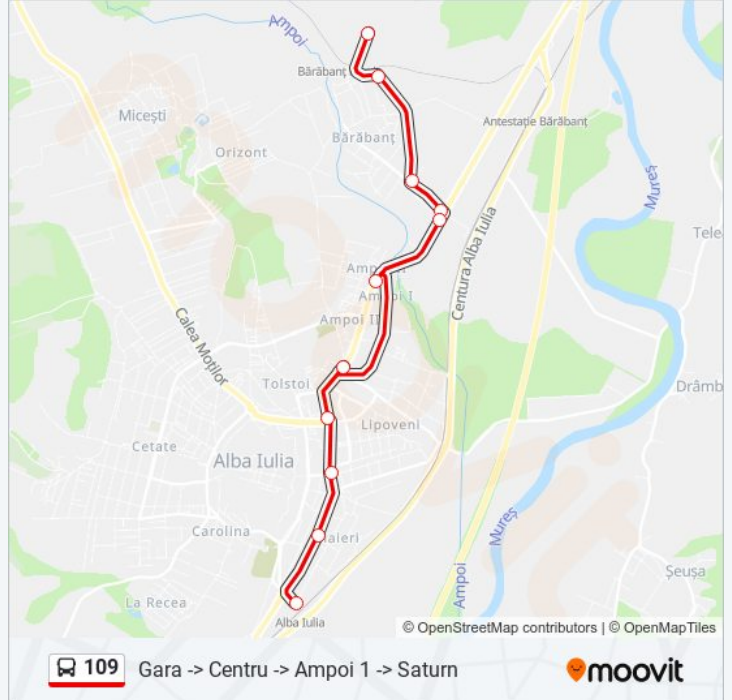 Ampoi
Bărăbanț
Micești
Antestație Bărăbanț
Bărăbanț
Orizont
Mureș
Tele
Centura Alba Iulia
Ampoi I
Ampoi II
Calea Moților
Tolstoi
Drâmb
Lipoveni
Cetate
Alba Iulia
Mureș
Carolina
Maieri
Ampoi
Șeușa
La Recea
Alba Iulia
© OpenStreetMap contributors | © OpenMapTiles
109 Gara -> Centru -> Ampoi 1 -> Saturn
moovit